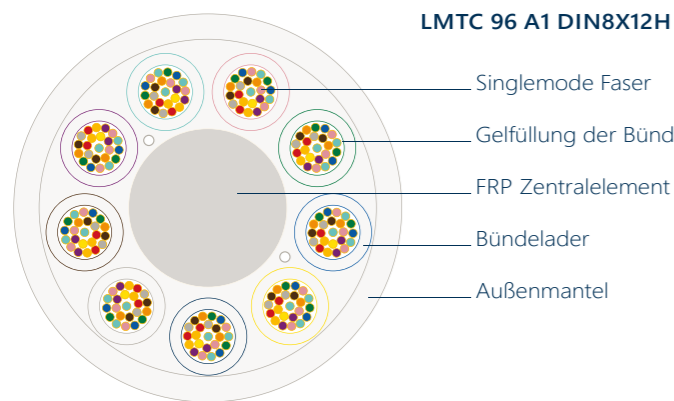 LMTC 96 A1 DIN8X12H
Singlemode Faser
Gelfüllung der Bünd
FRP Zentralelement
Bündelader
Außenmantel